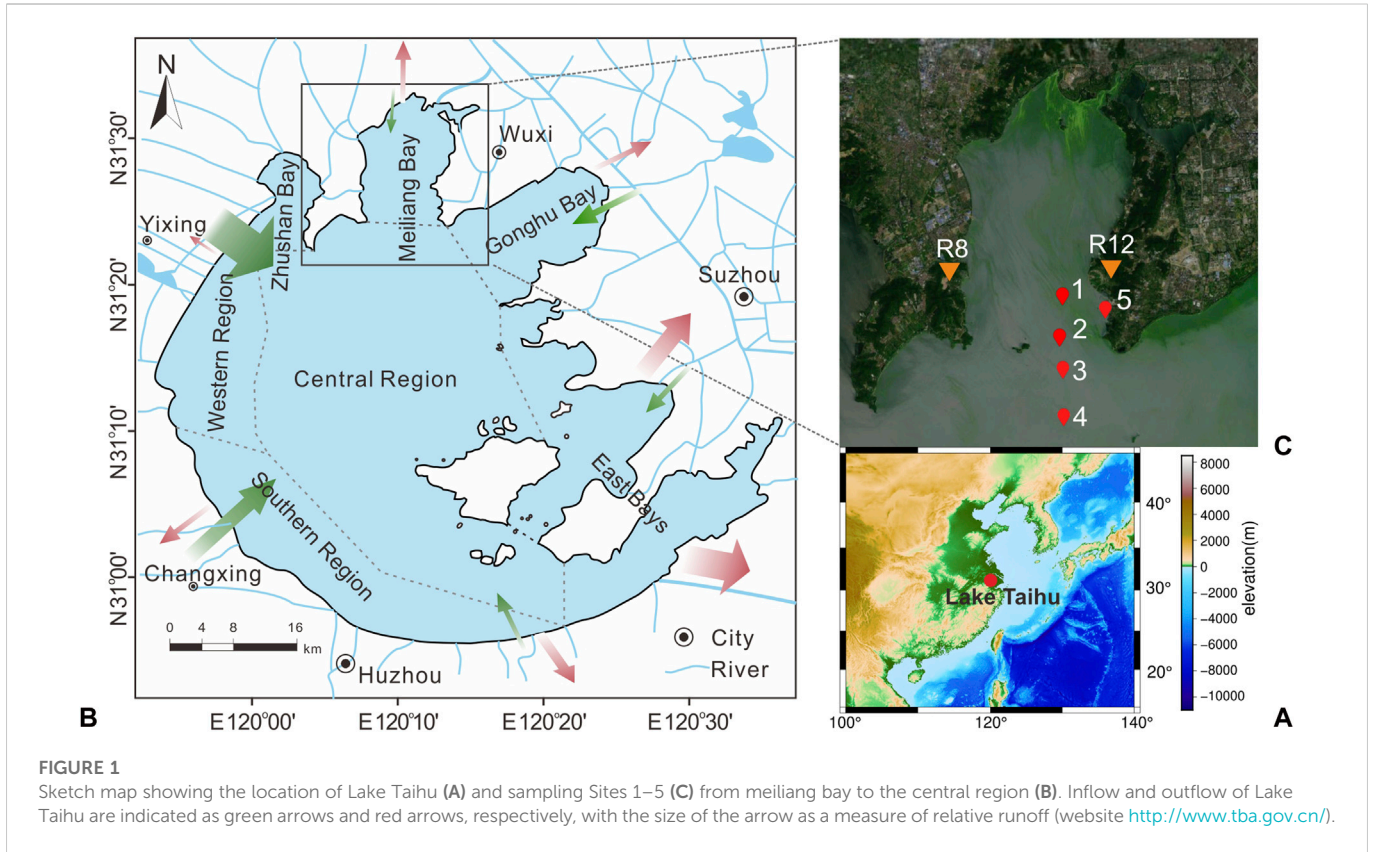 N
N31°30'
N31°20'
N31°10'
N31°00'
Wuxi
Yixing
Zhushan Bay
Meiliang Bay
Gonghu Bay
Suzhou
Western Region
Central Region
East Bays
Southern Region
Changxing
0 4 8 16
km
Huzhou
City
River
E120°00' E120°10' E120°20' E120°30'
B
R8
R12
1
5
2
3
4
C
Lake Taihu
40°
30°
20°
100° 120° 140°
8000
6000
4000
2000
0
−2000
−4000
−6000
−8000
−10000
elevation(m)
A
FIGURE 1
Sketch map showing the location of Lake Taihu (A) and sampling Sites 1–5 (C) from meiliang bay to the central region (B). Inflow and outflow of Lake
Taihu are indicated as green arrows and red arrows, respectively, with the size of the arrow as a measure of relative runoff (website http://www.tba.gov.cn/).